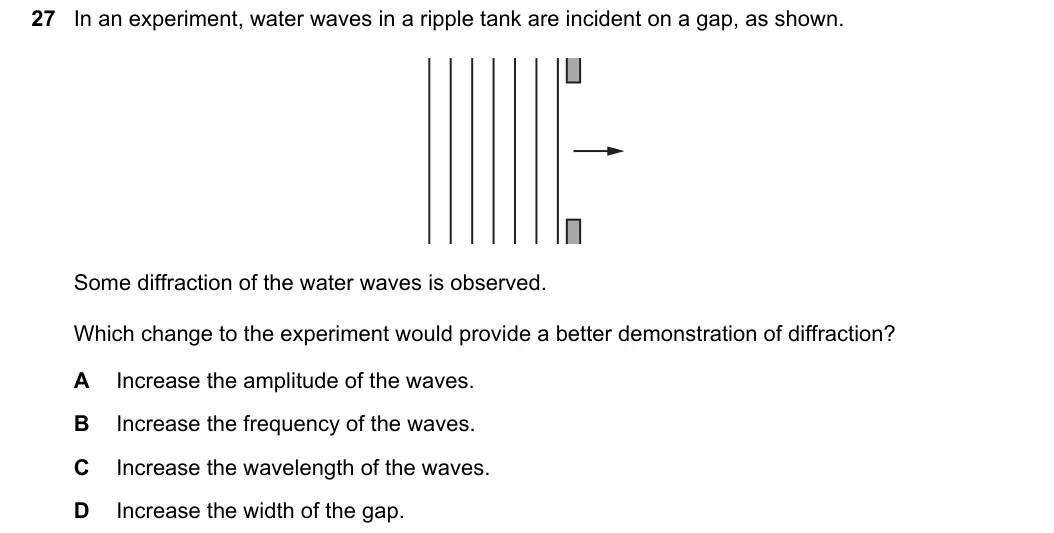 27 In an experiment, water waves in a ripple tank are incident on a gap, as shown.
Some diffraction of the water waves is observed.
Which change to the experiment would provide a better demonstration of diffraction?
A Increase the amplitude of the waves.
B Increase the frequency of the waves.
C Increase the wavelength of the waves.
D Increase the width of the gap.